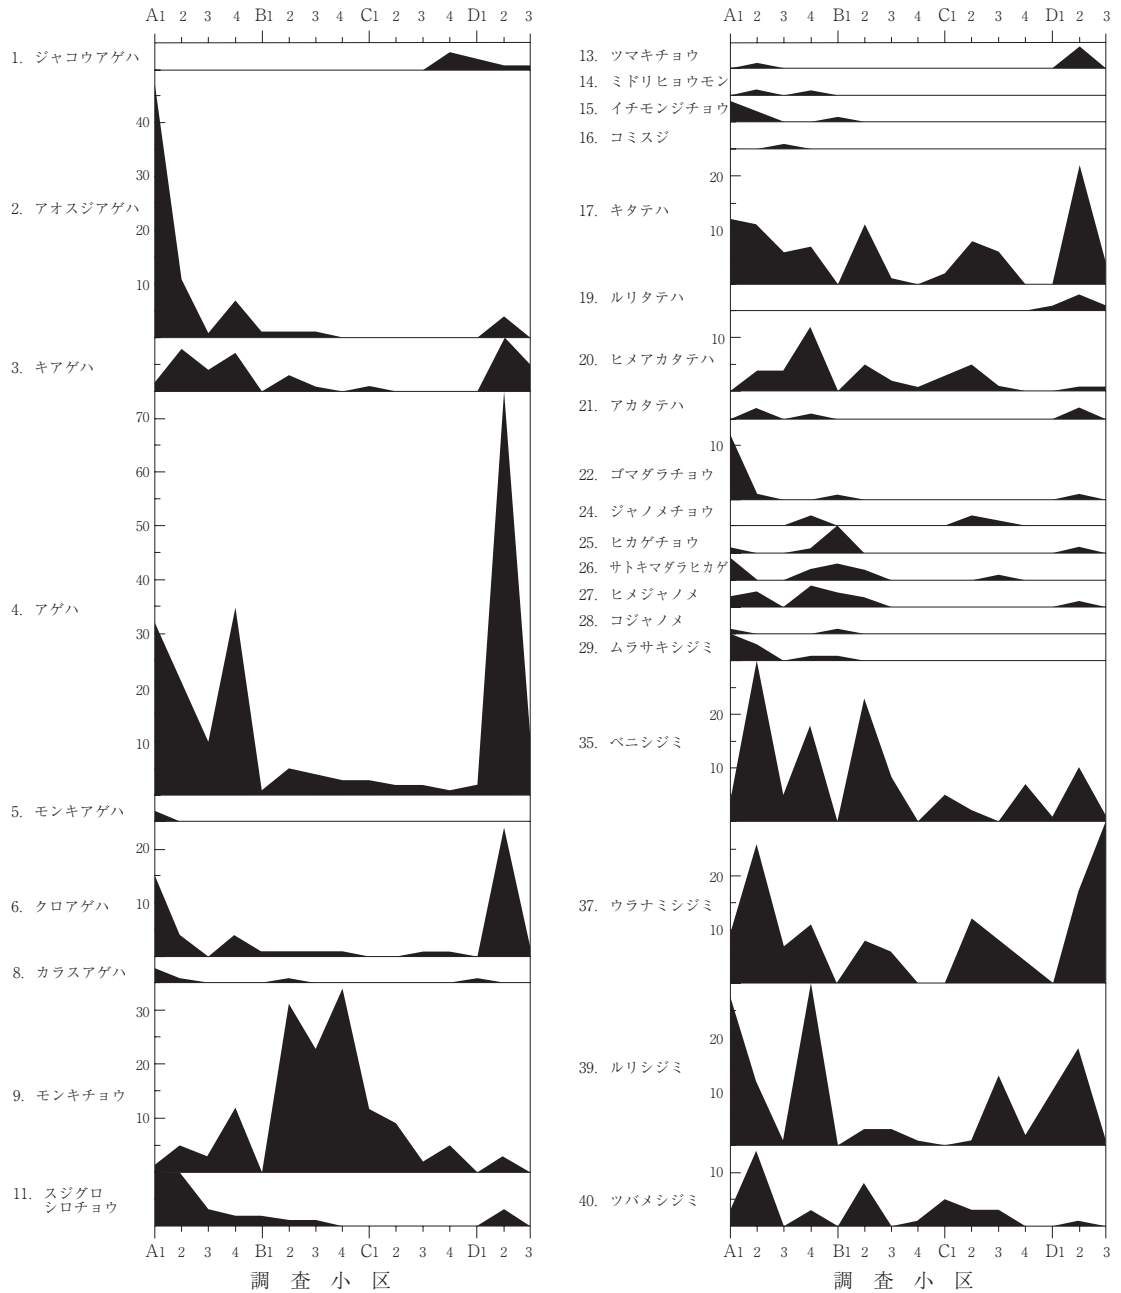 A1 2 3 4 B1 2 3 4 C1 2 3 4 D1 2 3
1. ジャコウアゲハ
40
30
2. アオスジアゲハ
20
10
3. キアゲハ
70
60
50
40
4. アゲハ
30
20
10
5. モンキアゲハ
20
6. クロアゲハ
10
8. カラスアゲハ
30
20
9. モンキチョウ
10
11. スジグロ
シロチョウ
A1 2 3 4 B1 2 3 4 C1 2 3 4 D1 2 3
調 査 小 区
A1 2 3 4 B1 2 3 4 C1 2 3 4 D1 2 3
13. ツマキチョウ
14. ミドリヒョウモン
15. イチモンジチョウ
16. コミスジ
20
17. キタテハ
10
19. ルリタテハ
10
20. ヒメアカタテハ
21. アカタテハ
10
22. ゴマダラチョウ
24. ジャノメチョウ
25. ヒカゲチョウ
26. サトキマダラヒカゲ
27. ヒメジャノメ
28. コジャノメ
29. ムラサキシジミ
20
35. ベニシジミ
10
20
37. ウラナミシジミ
10
20
39. ルリシジミ
10
10
40. ツバメシジミ
A1 2 3 4 B1 2 3 4 C1 2 3 4 D1 2 3
調 査 小 区